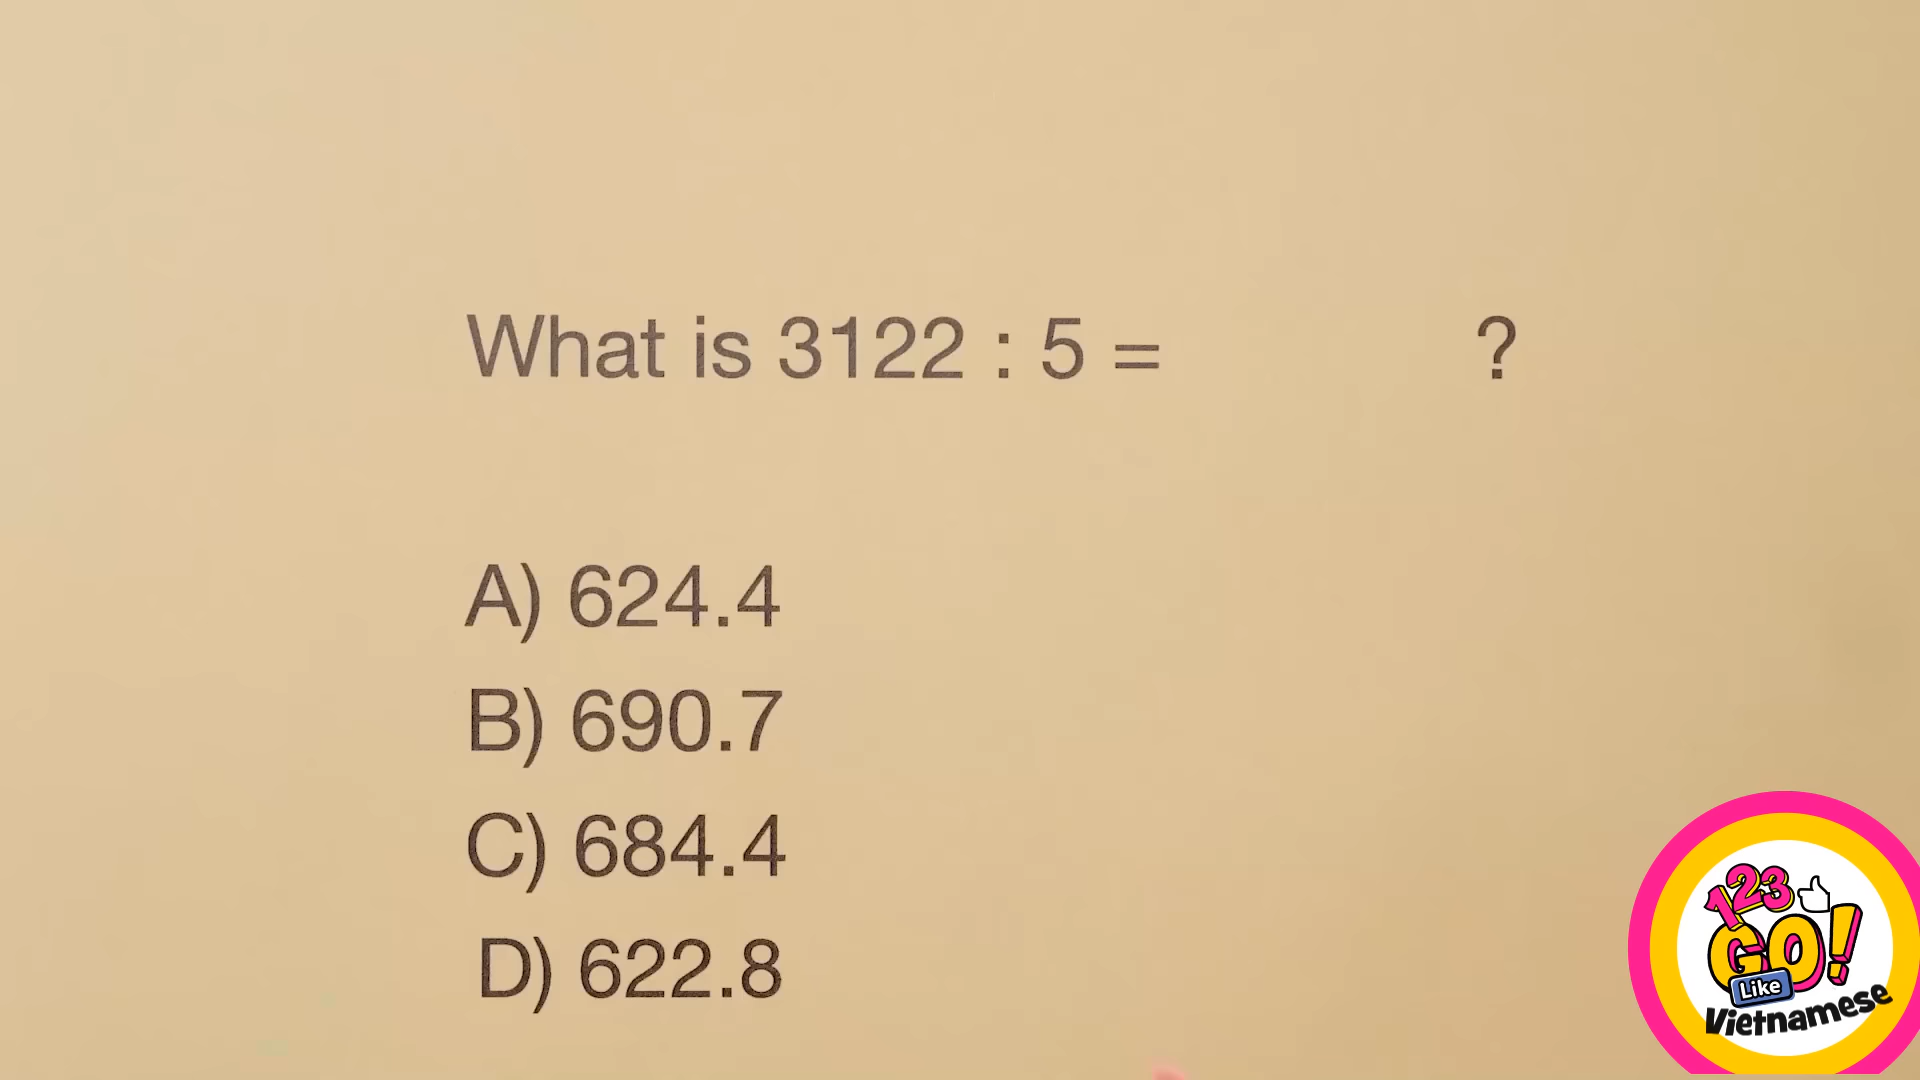 What is 3122 : 5 = ?
A) 624.4
B) 690.7
C) 684.4
D) 622.8
123
GO!
Like
Vietnamese